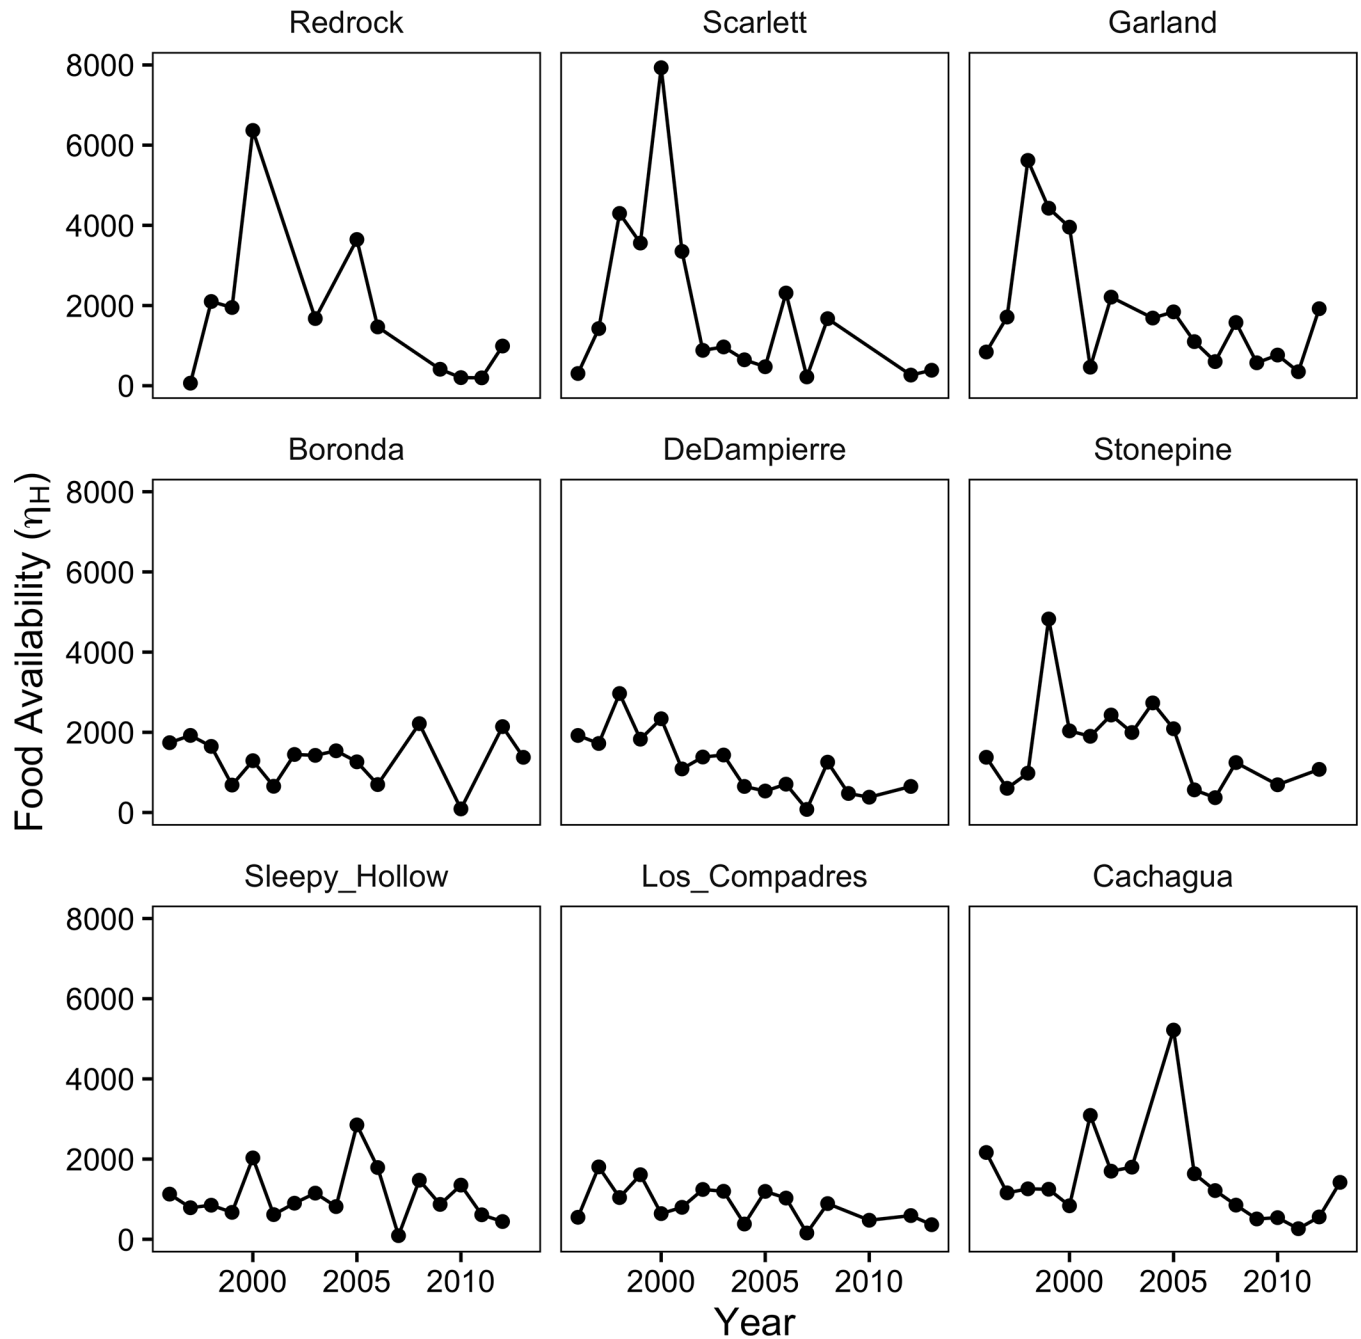 Redrock Scarlett Garland
8000
6000
4000
2000
0
Boronda DeDampierre Stonepine
8000
6000
4000
2000
0
Food Availability (ηH)
Sleepy_Hollow Los_Compadres Cachagua
8000
6000
4000
2000
0
2000 2005 2010 2000 2005 2010 2000 2005 2010
Year